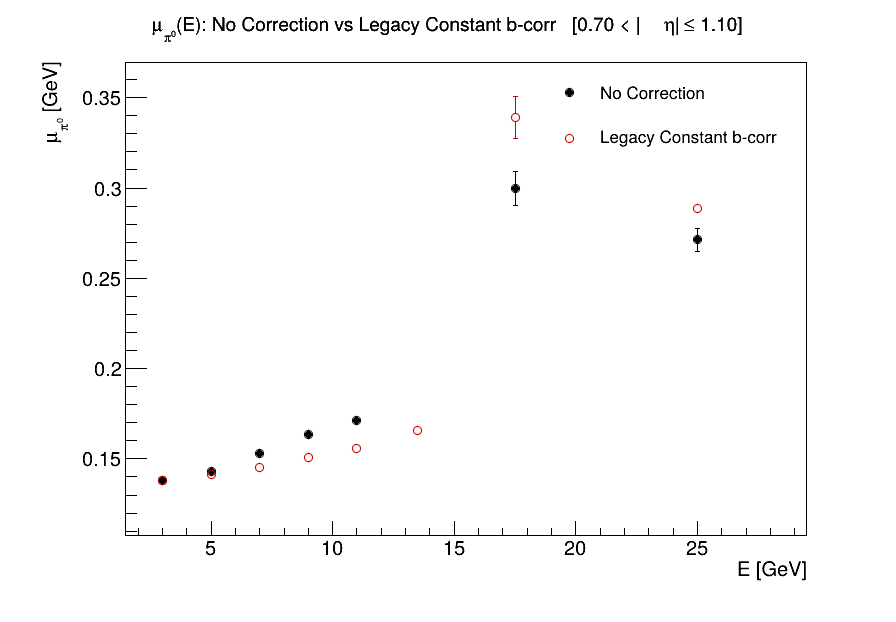 μ_π⁰(E): No Correction vs Legacy Constant b-corr [0.70 < | η| ≤ 1.10]
μ_π⁰ [GeV]
No Correction
Legacy Constant b-corr
0.35
0.3
0.25
0.2
0.15
5 10 15 20 25
E [GeV]